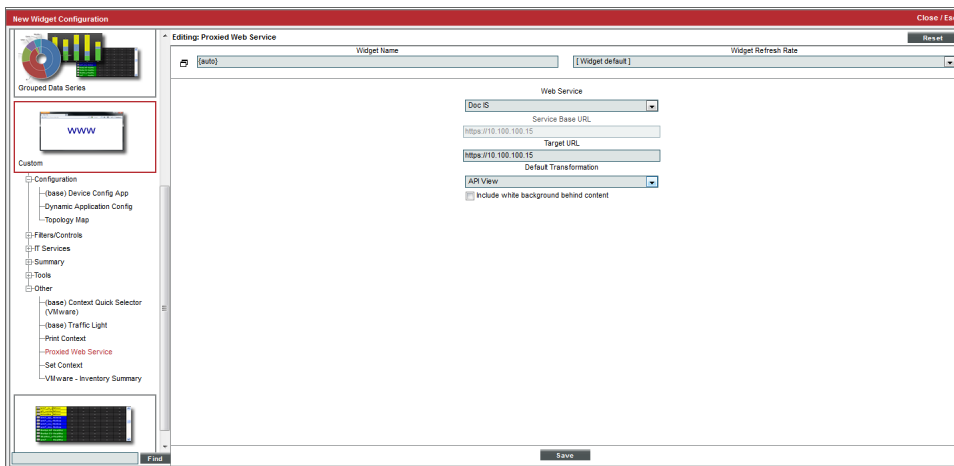 New Widget Configuration
Close / Esc
Grouped Data Series
www
Custom
Configuration
(base) Device Config App
Dynamic Application Config
Topology Map
Filters/Controls
IT Services
Summary
Tools
Other
(base) Context Quick Selector
(VMware)
(base) Traffic Light
Print Context
Proxied Web Service
Set Context
VMware - Inventory Summary
Find
Editing: Proxied Web Service
Reset
Widget Name
Widget Refresh Rate
{auto}
[ Widget default ]
Web Service
Doc IS
Service Base URL
https://10.100.100.15
Target URL
https://10.100.100.15
Default Transformation
API View
Include white background behind content
Save